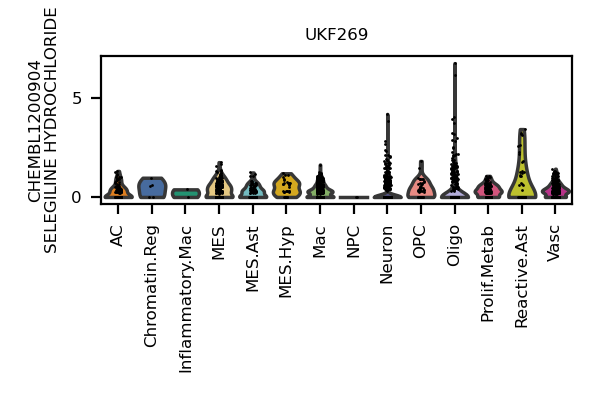 UKF269
CHEMBL1200904
SELEGILINE HYDROCHLORIDE
5
0
AC
Chromatin.Reg
Inflammatory.Mac
MES
MES.Ast
MES.Hyp
Mac
NPC
Neuron
OPC
Oligo
Prolif.Metab
Reactive.Ast
Vasc